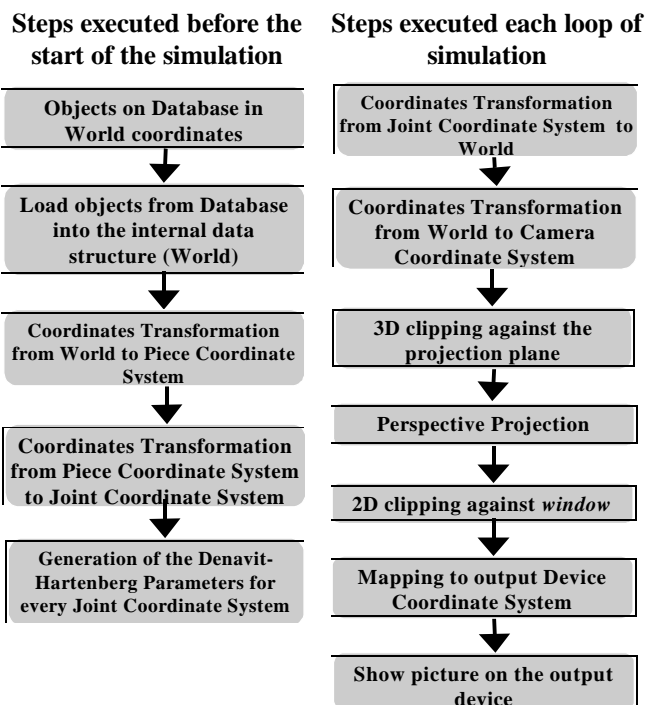 Steps executed before the
start of the simulation
Objects on Database in
World coordinates
Load objects from Database
into the internal data
structure (World)
Coordinates Transformation
from World to Piece Coordinate
System
Coordinates Transformation
from Piece Coordinate System
to Joint Coordinate System
Generation of the Denavit-
Hartenberg Parameters for
every Joint Coordinate System
Steps executed each loop of
simulation
Coordinates Transformation
from Joint Coordinate System to
World
Coordinates Transformation
from World to Camera
Coordinate System
3D clipping against the
projection plane
Perspective Projection
2D clipping against window
Mapping to output Device
Coordinate System
Show picture on the output
device